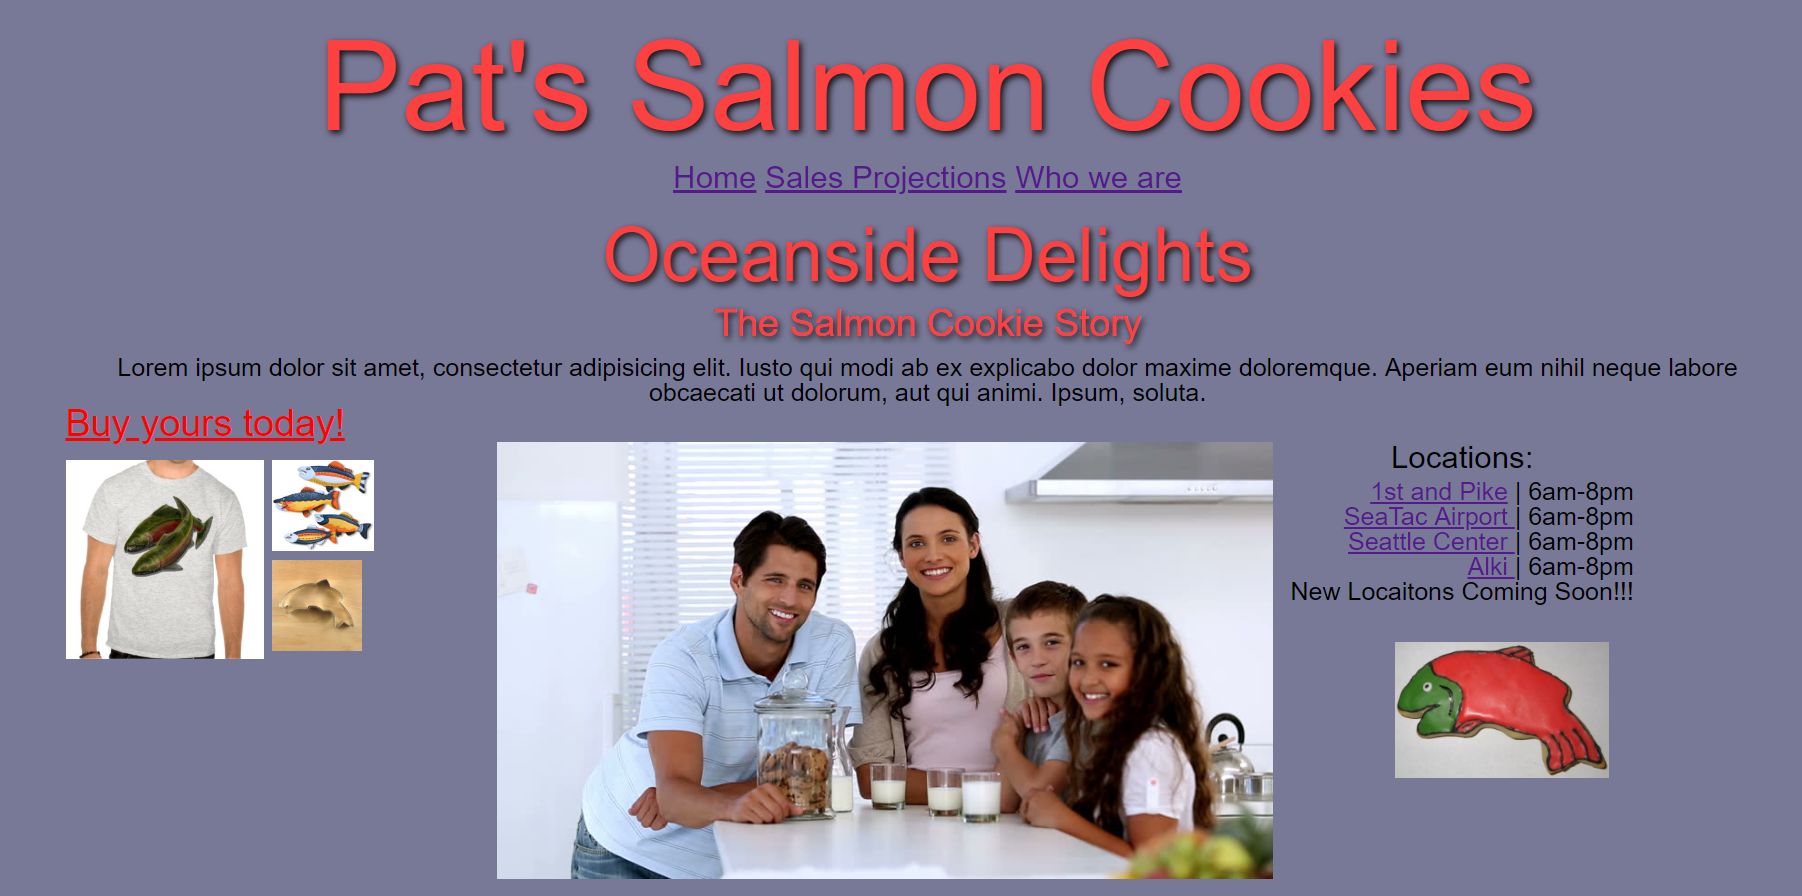 Pat's Salmon Cookies
Home Sales Projections Who we are
Oceanside Delights
The Salmon Cookie Story
Lorem ipsum dolor sit amet, consectetur adipisicing elit. Iusto qui modi ab ex explicabo dolor maxime doloremque. Aperiam eum nihil neque labore
obcaecati ut dolorum, aut qui animi. Ipsum, soluta.
Buy yours today!
Locations:
1st and Pike | 6am-8pm
SeaTac Airport | 6am-8pm
Seattle Center | 6am-8pm
Alki | 6am-8pm
New Locaitons Coming Soon!!!